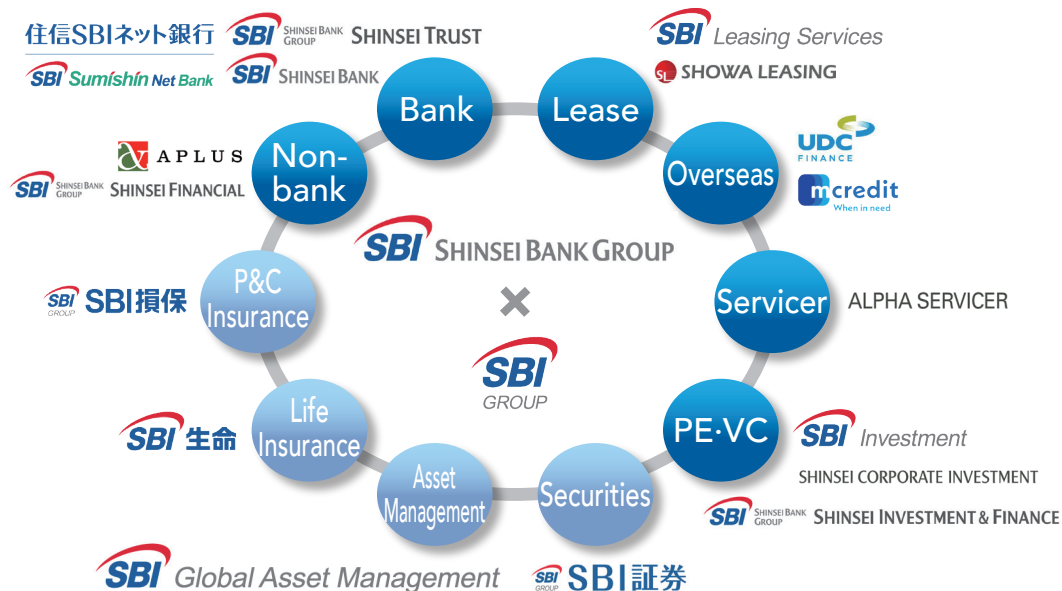 住信SBIネット銀行
SBI SHINSEI BANK GROUP SHINSEI TRUST
SBI Sumishin Net Bank
SBI SHINSEI BANK
SBI Leasing Services
SL SHOWA LEASING
Bank
Lease
Non-
bank
Overseas
APLUS
SBI SHINSEI BANK GROUP SHINSEI FINANCIAL
UDC
FINANCE
mcredit
When in need
SBI SHINSEI BANK GROUP
×
SBI
GROUP
P&C
Insurance
SBI GROUP SBI損保
Servicer
ALPHA SERVICER
Life
Insurance
SBI生命
PE·VC
SBI Investment
SHINSEI CORPORATE INVESTMENT
SBI SHINSEI BANK GROUP SHINSEI INVESTMENT & FINANCE
Asset
Management
Securities
SBI Global Asset Management
SBI GROUP SBI証券